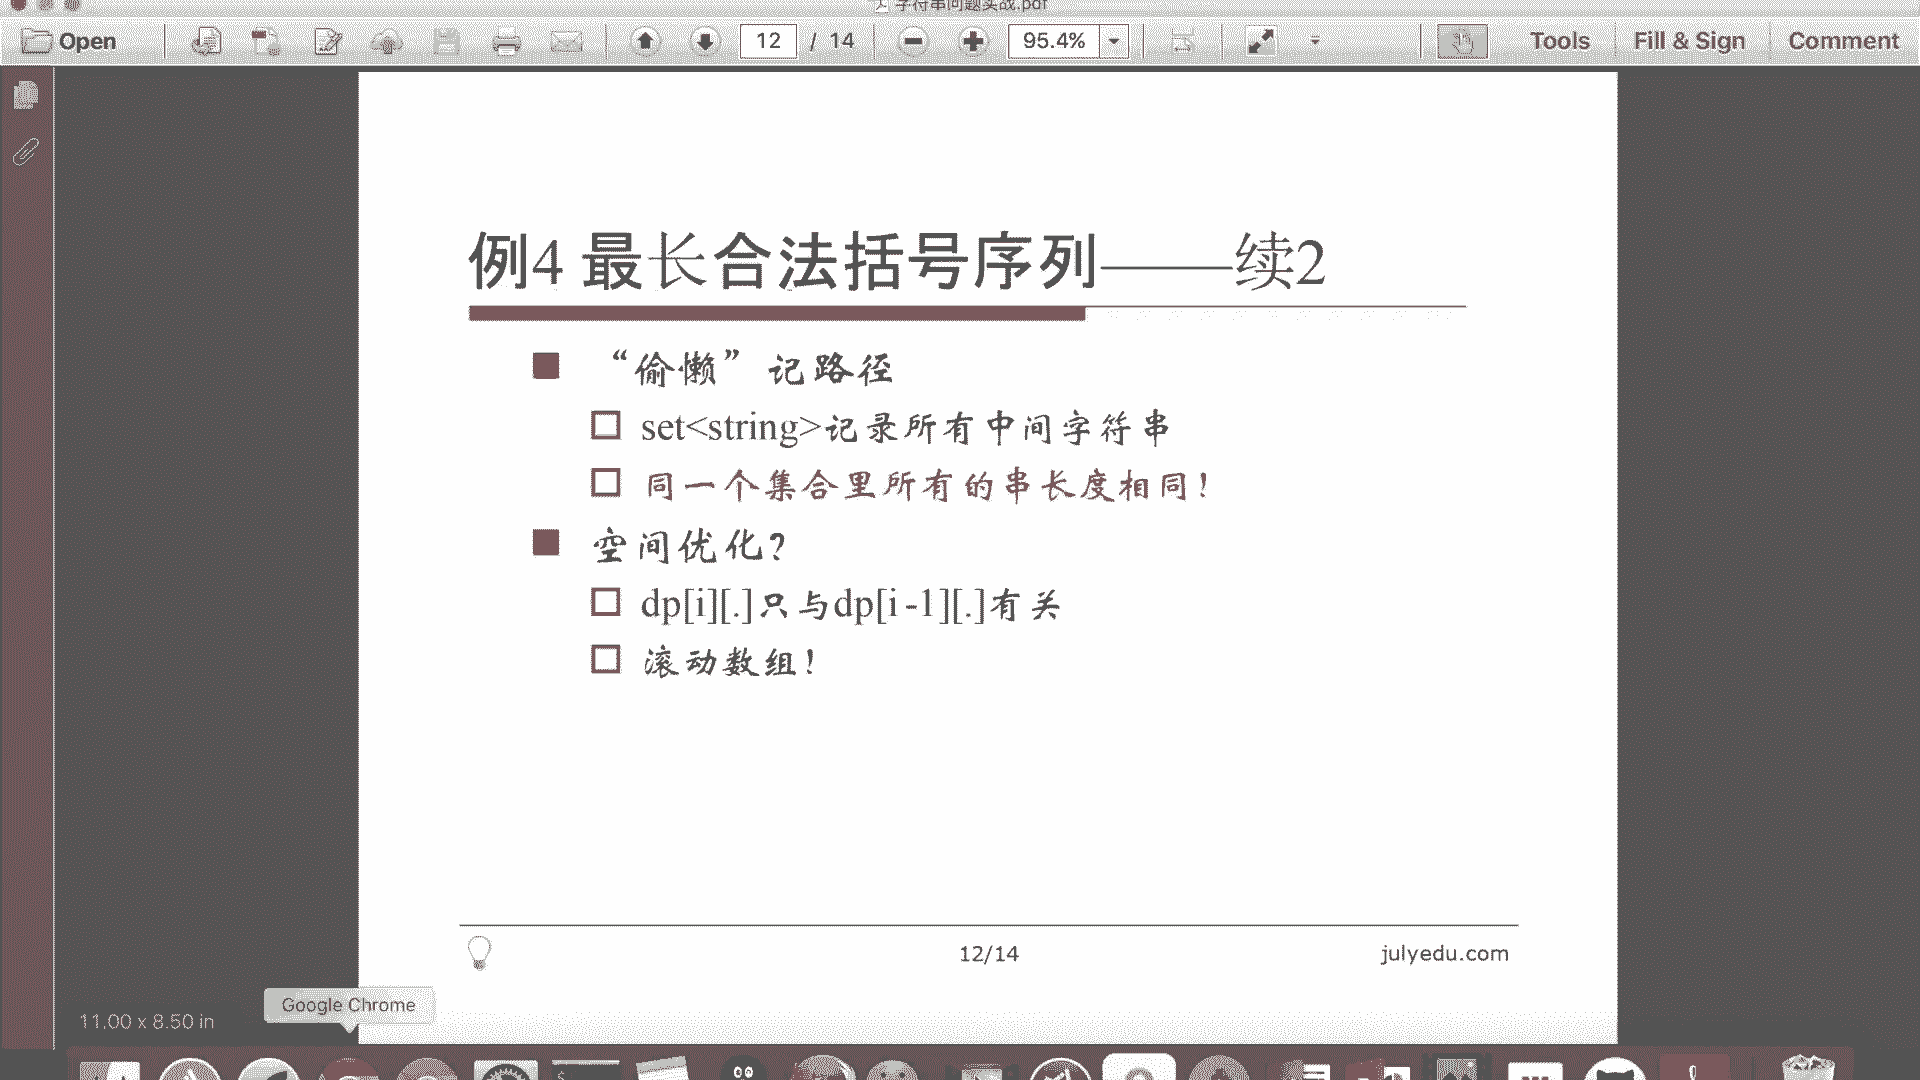 字符串问题实战.pdf
Open
12 / 14
95.4%
Tools
Fill & Sign
Comment
例4 最长合法括号序列——续2
“偷懒”记路径
set<string>记录所有中间字符串
同一个集合里所有的串长度相同!
空间优化?
dp[i][.]只与dp[i-1][.]有关
滚动数组!
12/14
julyedu.com
Google Chrome
11.00 x 8.50 in